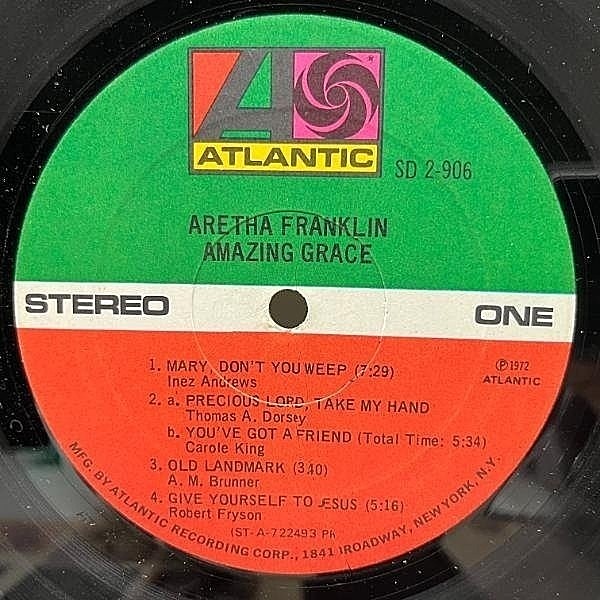 ATLANTIC
SD 2-906
ARETHA FRANKLIN
AMAZING GRACE
STEREO
ONE
1. MARY, DON'T YOU WEEP (7:29)
Inez Andrews
℗ 1972
ATLANTIC
2. a. PRECIOUS LORD, TAKE MY HAND
Thomas A. Dorsey
b. YOU'VE GOT A FRIEND (Total Time: 5:34)
Carole King
3. OLD LANDMARK (3:40)
A. M. Brunner
4. GIVE YOURSELF TO JESUS (5:16)
Robert Fryson
(ST-A-722493 PR
MFG. BY ATLANTIC RECORDING CORP., 1841 BROADWAY, NEW YORK, N.Y.